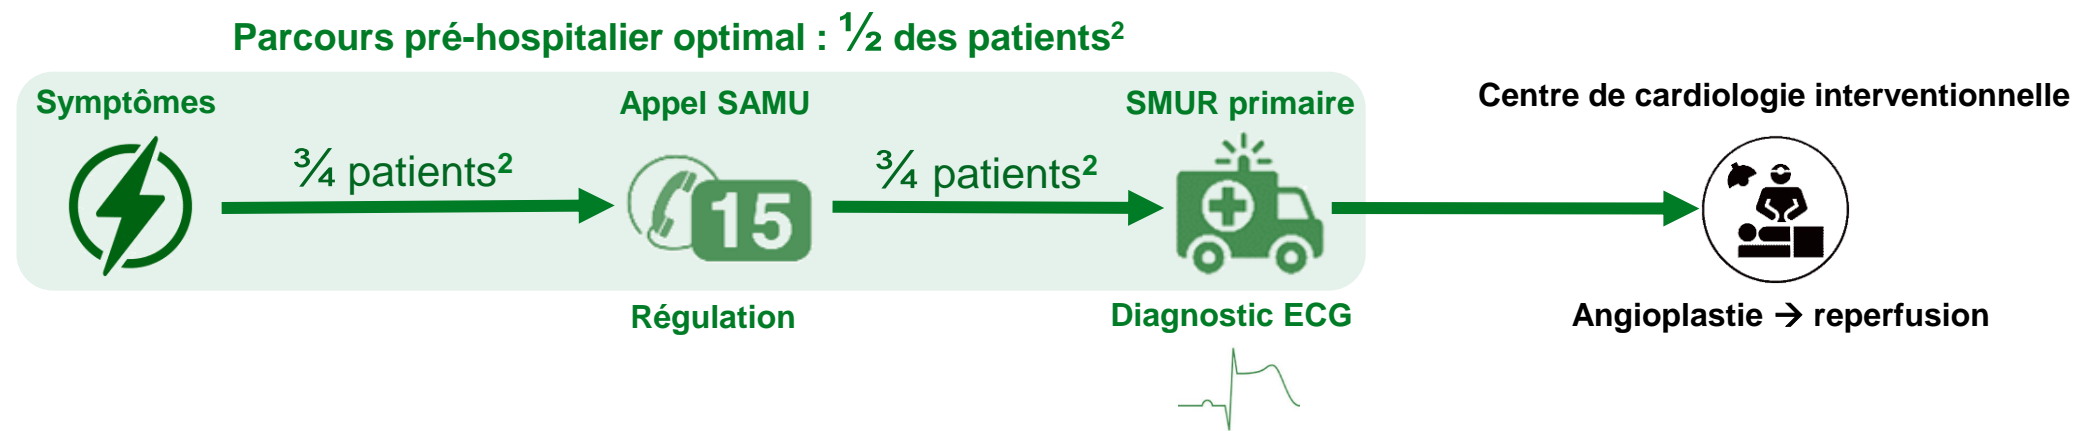 Parcours pré-hospitalier optimal : ½ des patients²
Symptômes
Appel SAMU
SMUR primaire
Centre de cardiologie interventionnelle
¾ patients²
¾ patients²
15
Régulation
Diagnostic ECG
Angioplastie → reperfusion